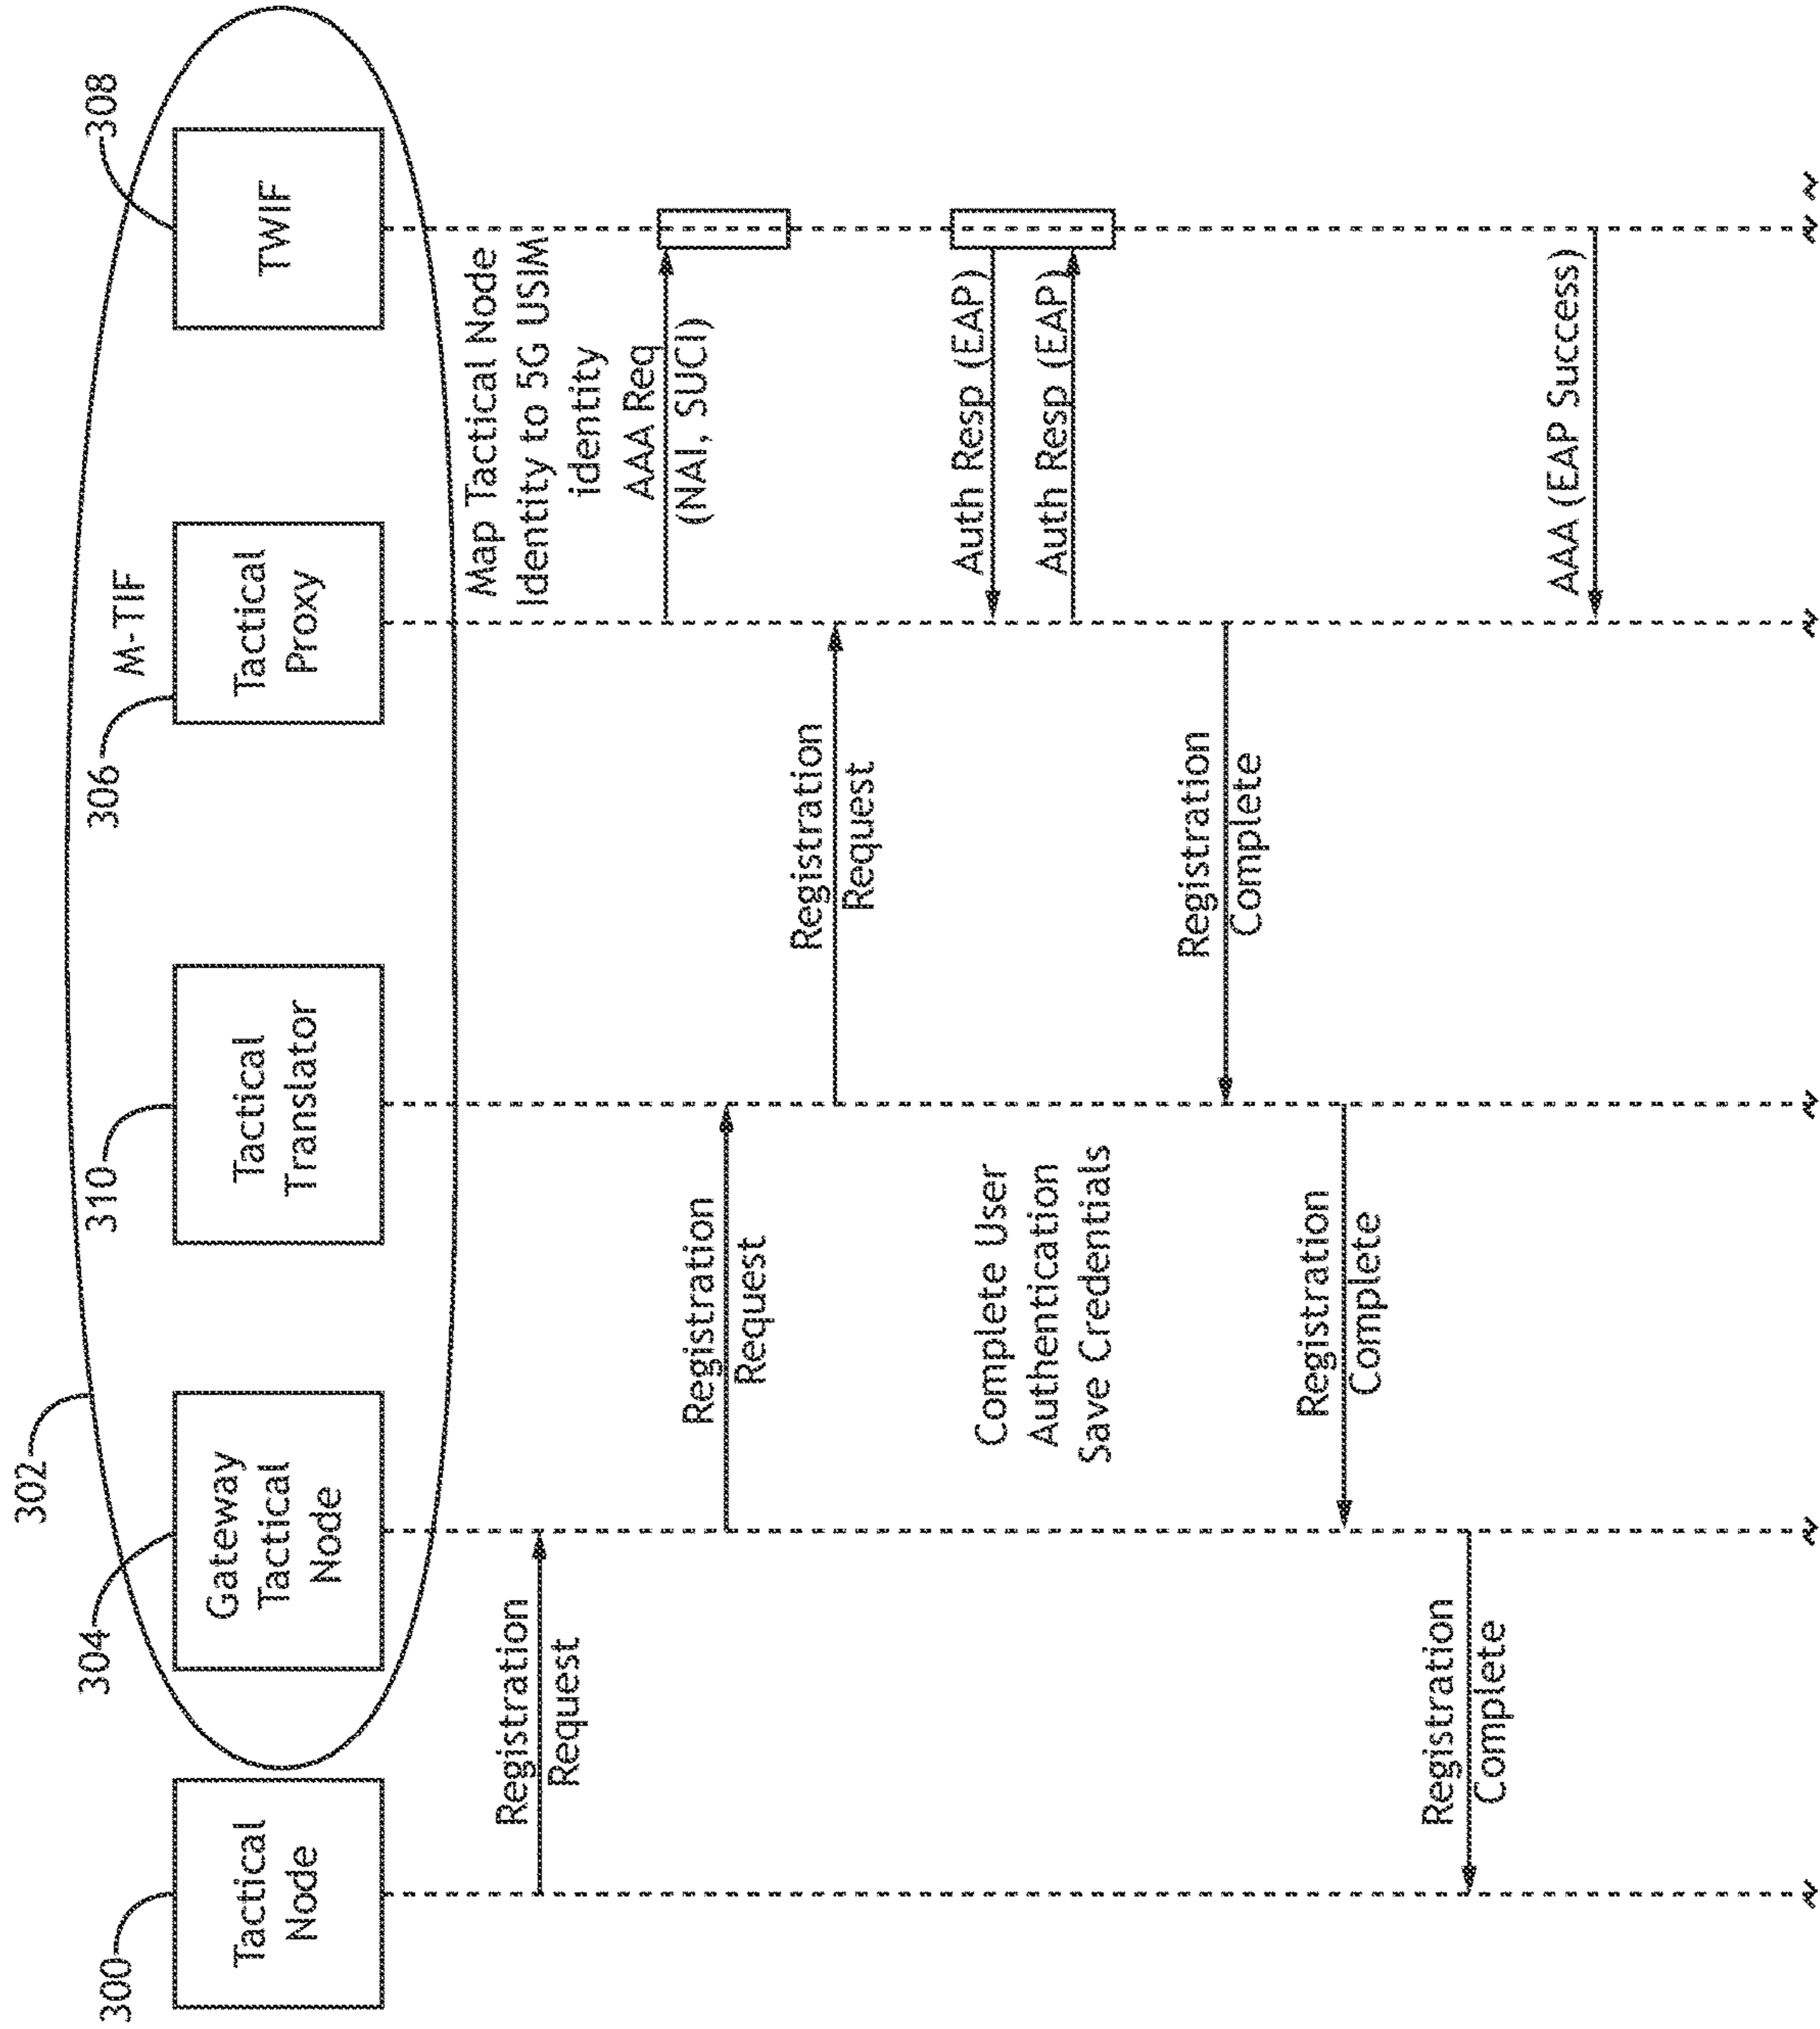 302
M-TIF
300
Tactical
Node
304
Gateway
Tactical
Node
310
Tactical
Translator
306
Tactical
Proxy
308
TWIF
Map Tactical Node
Identity to 5G USIM
identity
Registration
Request
AAA Req
(NAI, SUCI)
Registration
Request
Registration
Request
Complete User
Authentication
Save Credentials
Auth Resp (EAP)
Auth Resp (EAP)
Registration
Complete
Registration
Complete
Registration
Complete
AAA (EAP Success)